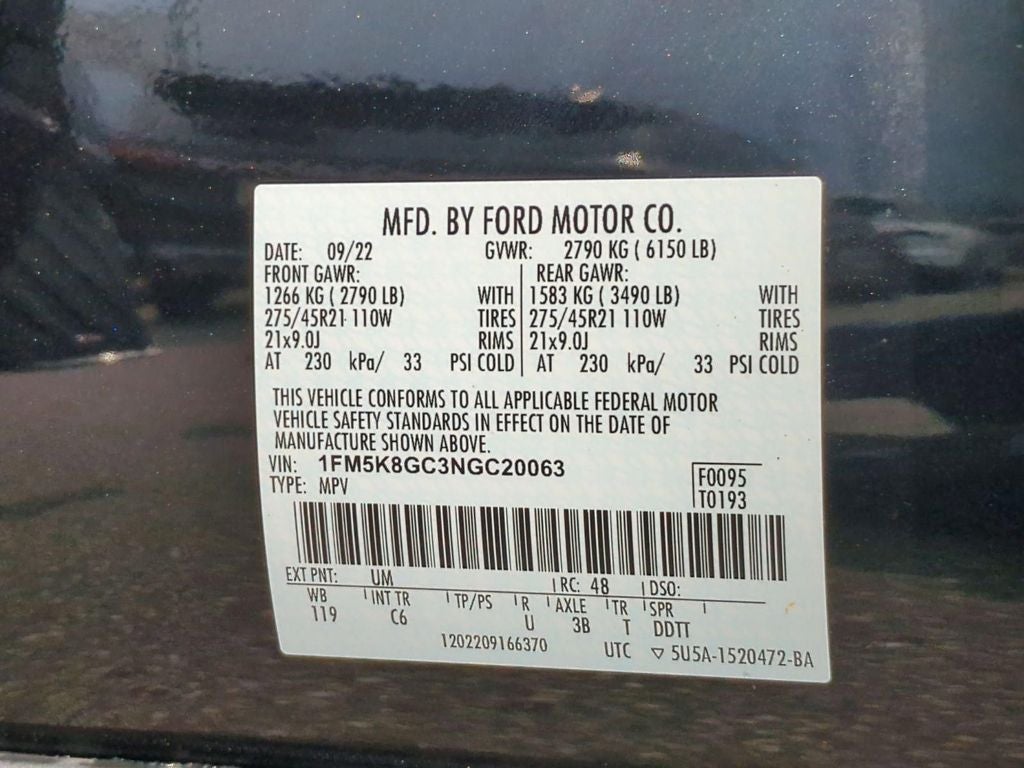 MFD. BY FORD MOTOR CO.
DATE: 09/22 GVWR: 2790 KG ( 6150 LB)
FRONT GAWR: REAR GAWR:
1266 KG ( 2790 LB) WITH 1583 KG ( 3490 LB) WITH
275/45R21 110W TIRES 275/45R21 110W TIRES
21x9.0J RIMS 21x9.0J RIMS
AT 230 kPa/ 33 PSI COLD AT 230 kPa/ 33 PSI COLD
THIS VEHICLE CONFORMS TO ALL APPLICABLE FEDERAL MOTOR
VEHICLE SAFETY STANDARDS IN EFFECT ON THE DATE OF
MANUFACTURE SHOWN ABOVE.
VIN: 1FM5K8GC3NGC20063 F0095
TYPE: MPV T0193
EXT PNT: UM RC: 48 DSO:
WB INT TR TP/PS R AXLE TR SPR
119 C6 U 3B T DDTT
1202209166370 UTC ▽ 5U5A-1520472-BA